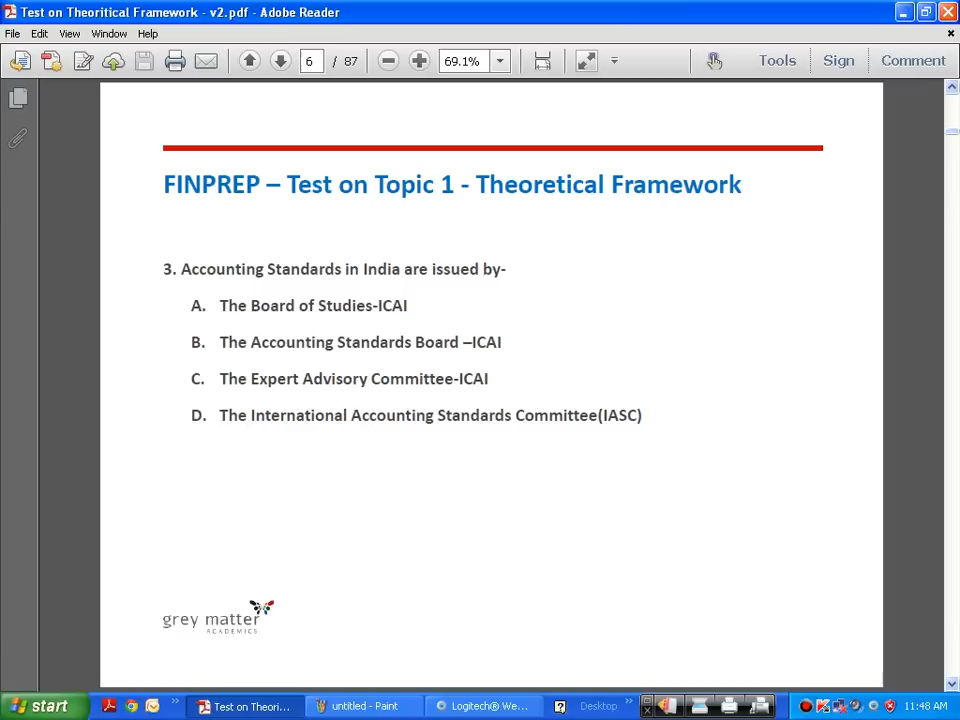 Test on Theoritical Framework - v2.pdf - Adobe Reader
File Edit View Window Help
6 / 87 69.1% Tools Sign Comment
FINPREP – Test on Topic 1 - Theoretical Framework
3. Accounting Standards in India are issued by-
A. The Board of Studies-ICAI
B. The Accounting Standards Board –ICAI
C. The Expert Advisory Committee-ICAI
D. The International Accounting Standards Committee(IASC)
grey matter
ACADEMICS
start Test on Theori... untitled - Paint Logitech® We... Desktop 11:48 AM